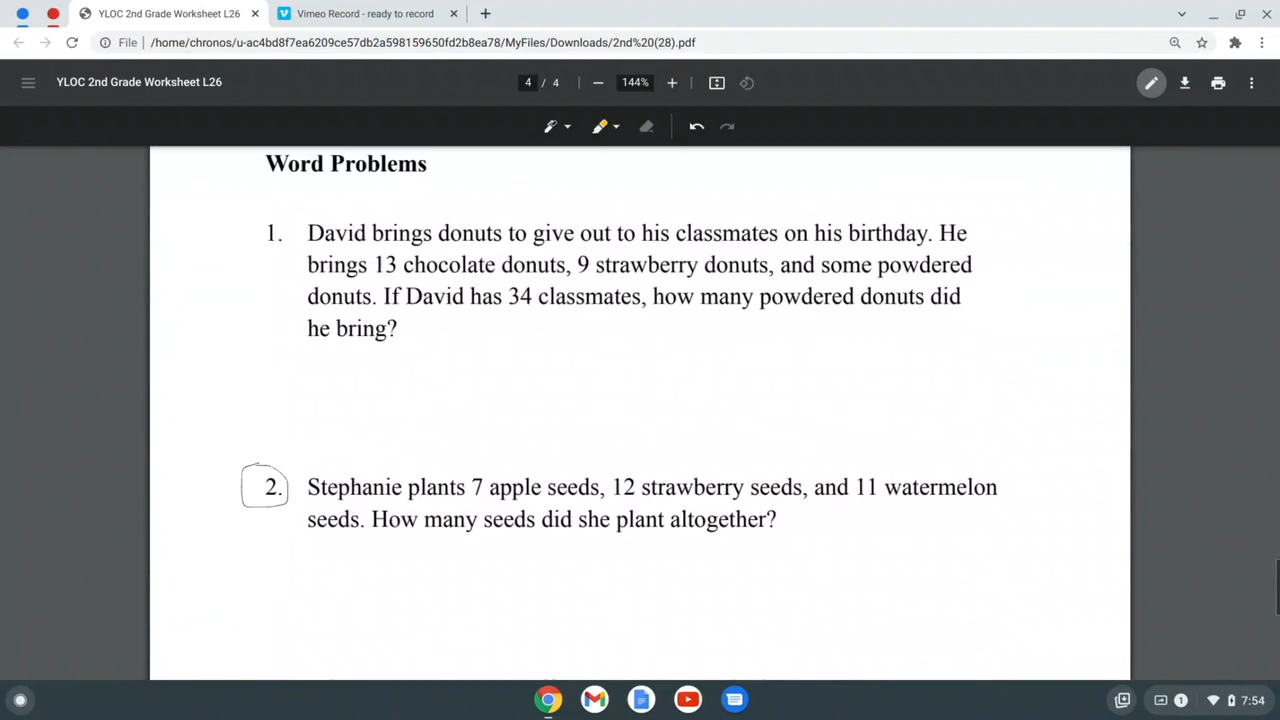 YLOC 2nd Grade Worksheet L26
Vimeo Record - ready to record
File
/home/chronos/u-ac4bd8f7ea6209ce57db2a598159650fd2b8ea78/MyFiles/Downloads/2nd%20(28).pdf
YLOC 2nd Grade Worksheet L26
4 / 4
144%
Word Problems
1. David brings donuts to give out to his classmates on his birthday. He
brings 13 chocolate donuts, 9 strawberry donuts, and some powdered
donuts. If David has 34 classmates, how many powdered donuts did
he bring?
2. Stephanie plants 7 apple seeds, 12 strawberry seeds, and 11 watermelon
seeds. How many seeds did she plant altogether?
1
7:54